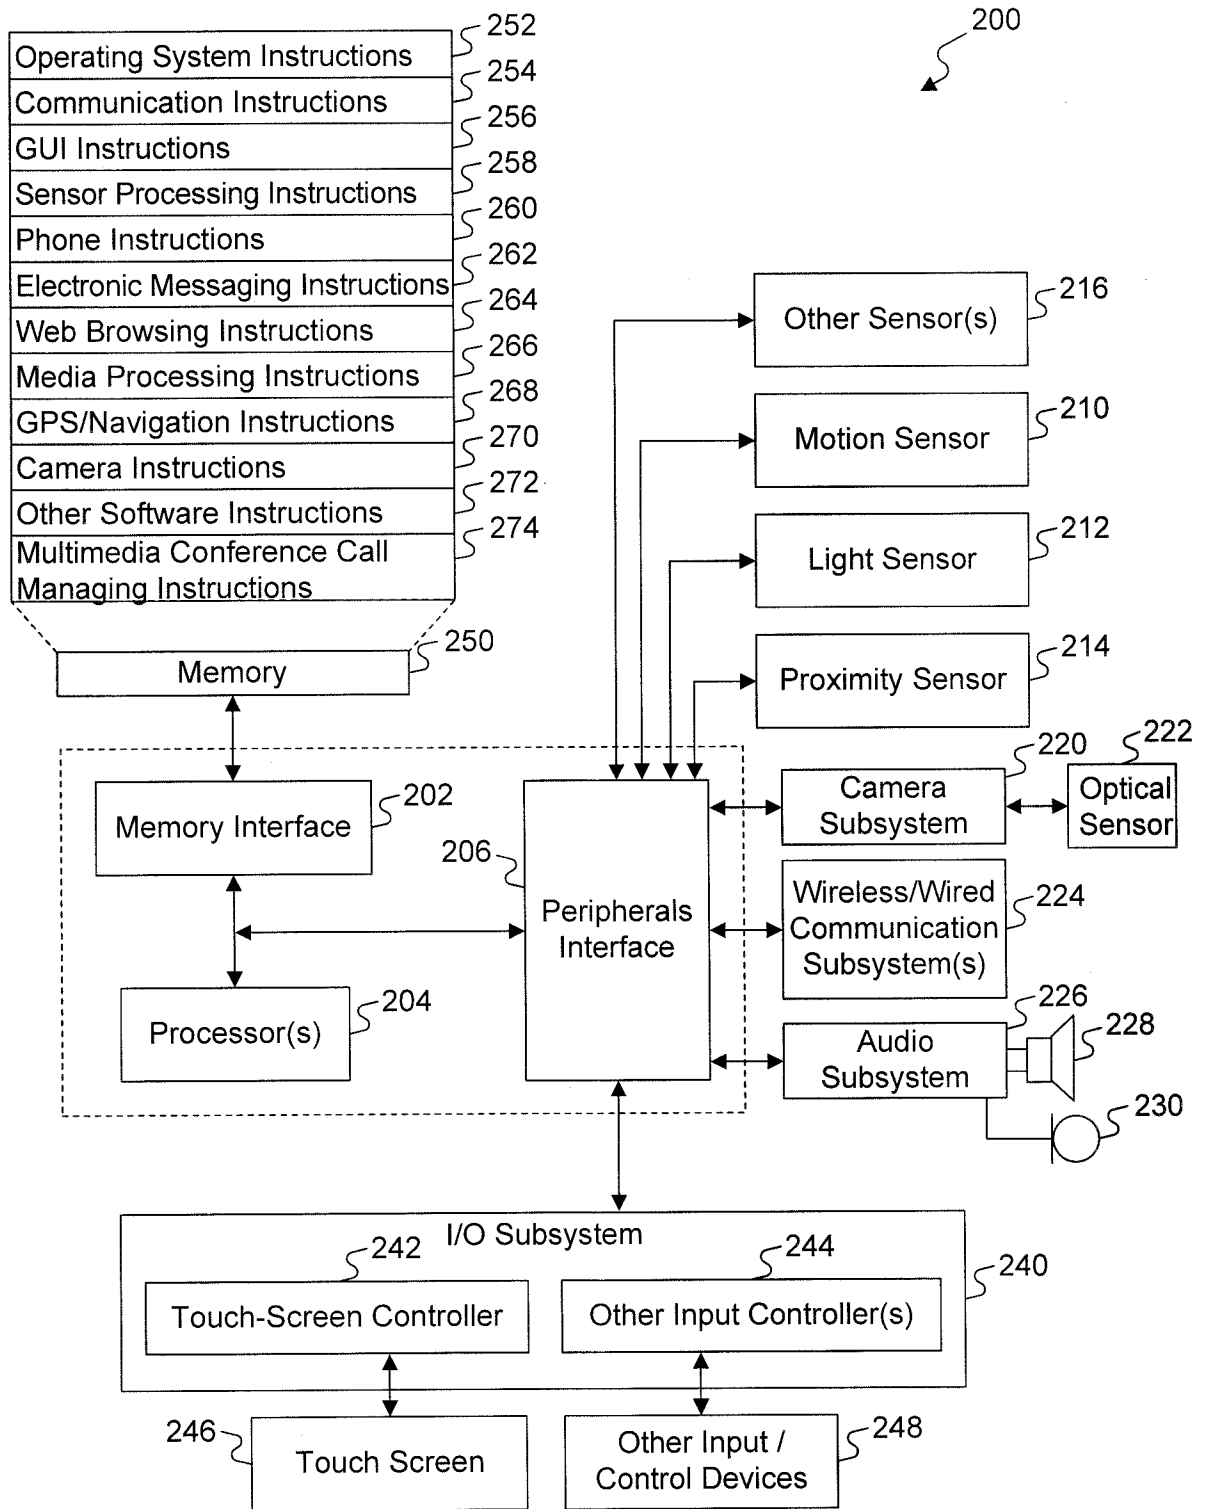 200
252
Operating System Instructions
254
Communication Instructions
256
GUI Instructions
258
Sensor Processing Instructions
260
Phone Instructions
262
Electronic Messaging Instructions
264
Web Browsing Instructions
266
Media Processing Instructions
268
GPS/Navigation Instructions
270
Camera Instructions
272
Other Software Instructions
274
Multimedia Conference Call
Managing Instructions
250
Memory
216
Other Sensor(s)
210
Motion Sensor
212
Light Sensor
214
Proximity Sensor
202
Memory Interface
204
Processor(s)
206
Peripherals
Interface
220
Camera
Subsystem
222
Optical
Sensor
224
Wireless/Wired
Communication
Subsystem(s)
226
Audio
Subsystem
228
230
I/O Subsystem
240
242
Touch-Screen Controller
244
Other Input Controller(s)
246
Touch Screen
248
Other Input /
Control Devices